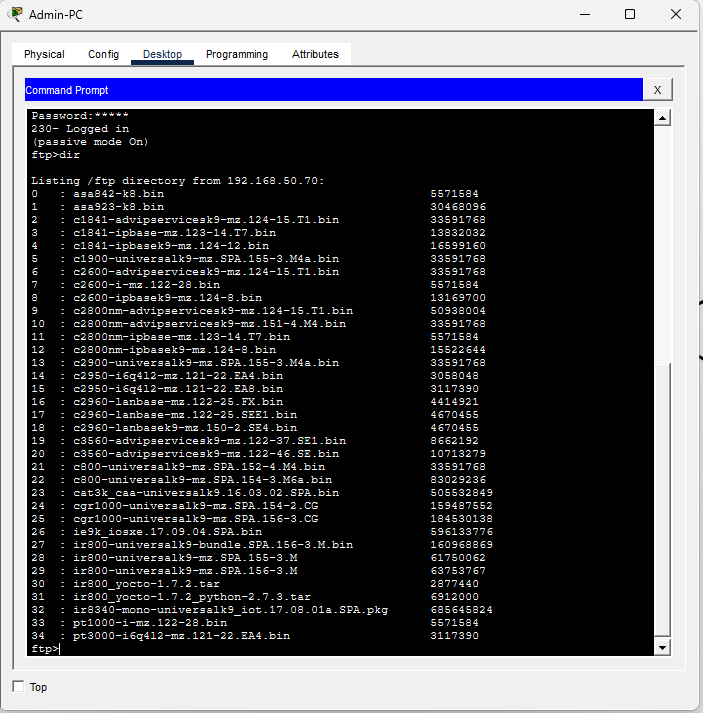 Admin-PC
Physical Config Desktop Programming Attributes
Command Prompt X
Password:*****
230- Logged in
(passive mode On)
ftp>dir
Listing /ftp directory from 192.168.50.70:
0 : asa842-k8.bin 5571584
1 : asa923-k8.bin 30468096
2 : c1841-advipservicesk9-mz.124-15.T1.bin 33591768
3 : c1841-ipbase-mz.123-14.T7.bin 13832032
4 : c1841-ipbasek9-mz.124-12.bin 16599160
5 : c1900-universalk9-mz.SPA.155-3.M4a.bin 33591768
6 : c2600-advipservicesk9-mz.124-15.T1.bin 33591768
7 : c2600-i-mz.122-28.bin 5571584
8 : c2600-ipbasek9-mz.124-8.bin 13169700
9 : c2800nm-advipservicesk9-mz.124-15.T1.bin 50938004
10 : c2800nm-advipservicesk9-mz.151-4.M4.bin 33591768
11 : c2800nm-ipbase-mz.123-14.T7.bin 5571584
12 : c2800nm-ipbasek9-mz.124-8.bin 15522644
13 : c2900-universalk9-mz.SPA.155-3.M4a.bin 33591768
14 : c2950-i6q4l2-mz.121-22.EA4.bin 3058048
15 : c2950-i6q4l2-mz.121-22.EA8.bin 3117390
16 : c2960-lanbase-mz.122-25.FX.bin 4414921
17 : c2960-lanbase-mz.122-25.SEE1.bin 4670455
18 : c2960-lanbasek9-mz.150-2.SE4.bin 4670455
19 : c3560-advipservicesk9-mz.122-37.SE1.bin 8662192
20 : c3560-advipservicesk9-mz.122-46.SE.bin 10713279
21 : c800-universalk9-mz.SPA.152-4.M4.bin 33591768
22 : c800-universalk9-mz.SPA.154-3.M6a.bin 83029236
23 : cat3k_caa-universalk9.16.03.02.SPA.bin 505532849
24 : cgr1000-universalk9-mz.SPA.154-2.CG 159487552
25 : cgr1000-universalk9-mz.SPA.156-3.CG 184530138
26 : ie9k_iosxe.17.09.04.SPA.bin 596133776
27 : ir800-universalk9-bundle.SPA.156-3.M.bin 160968869
28 : ir800-universalk9-mz.SPA.155-3.M 61750062
29 : ir800-universalk9-mz.SPA.156-3.M 63753767
30 : ir800_yocto-1.7.2.tar 2877440
31 : ir800_yocto-1.7.2_python-2.7.3.tar 6912000
32 : ir8340-mono-universalk9_iot.17.08.01a.SPA.pkg 685645824
33 : pt1000-i-mz.122-28.bin 5571584
34 : pt3000-i6q4l2-mz.121-22.EA4.bin 3117390
ftp>
Top